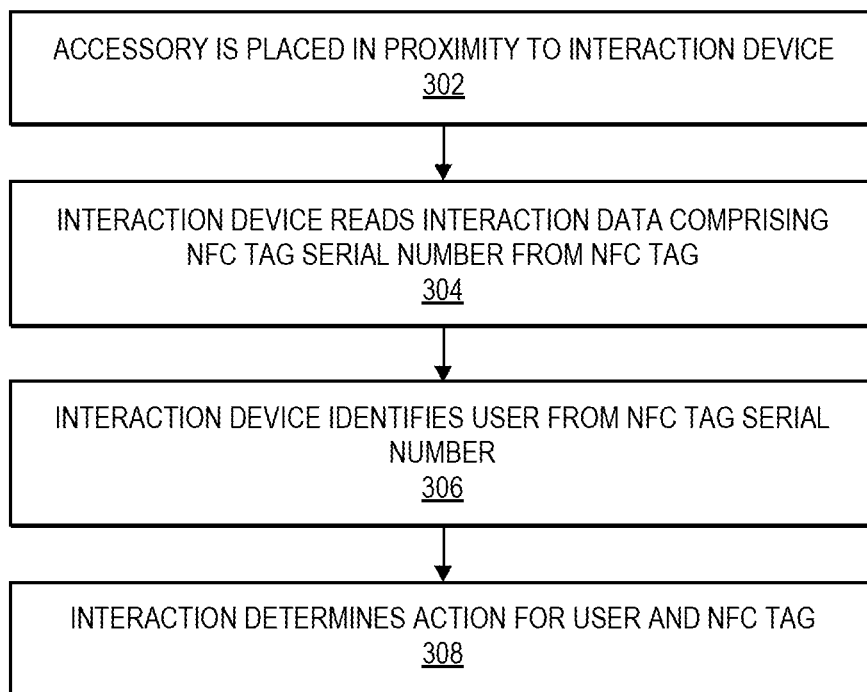 ACCESSORY IS PLACED IN PROXIMITY TO INTERACTION DEVICE
302
INTERACTION DEVICE READS INTERACTION DATA COMPRISING
NFC TAG SERIAL NUMBER FROM NFC TAG
304
INTERACTION DEVICE IDENTIFIES USER FROM NFC TAG SERIAL
NUMBER
306
INTERACTION DETERMINES ACTION FOR USER AND NFC TAG
308